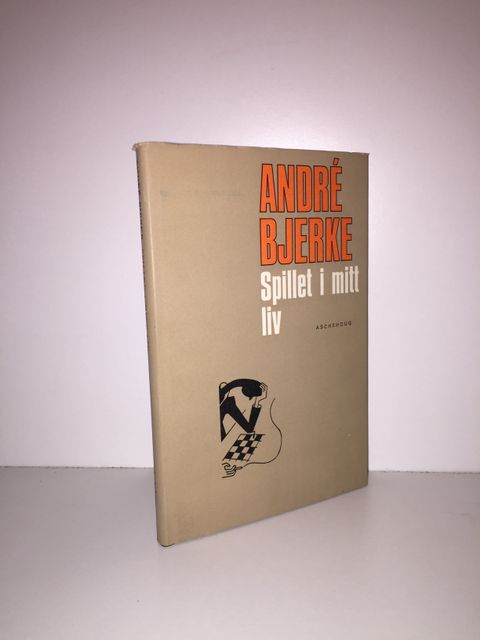 ANDRÉ
BJERKE
Spillet i mitt
liv
ASCHEHOUG